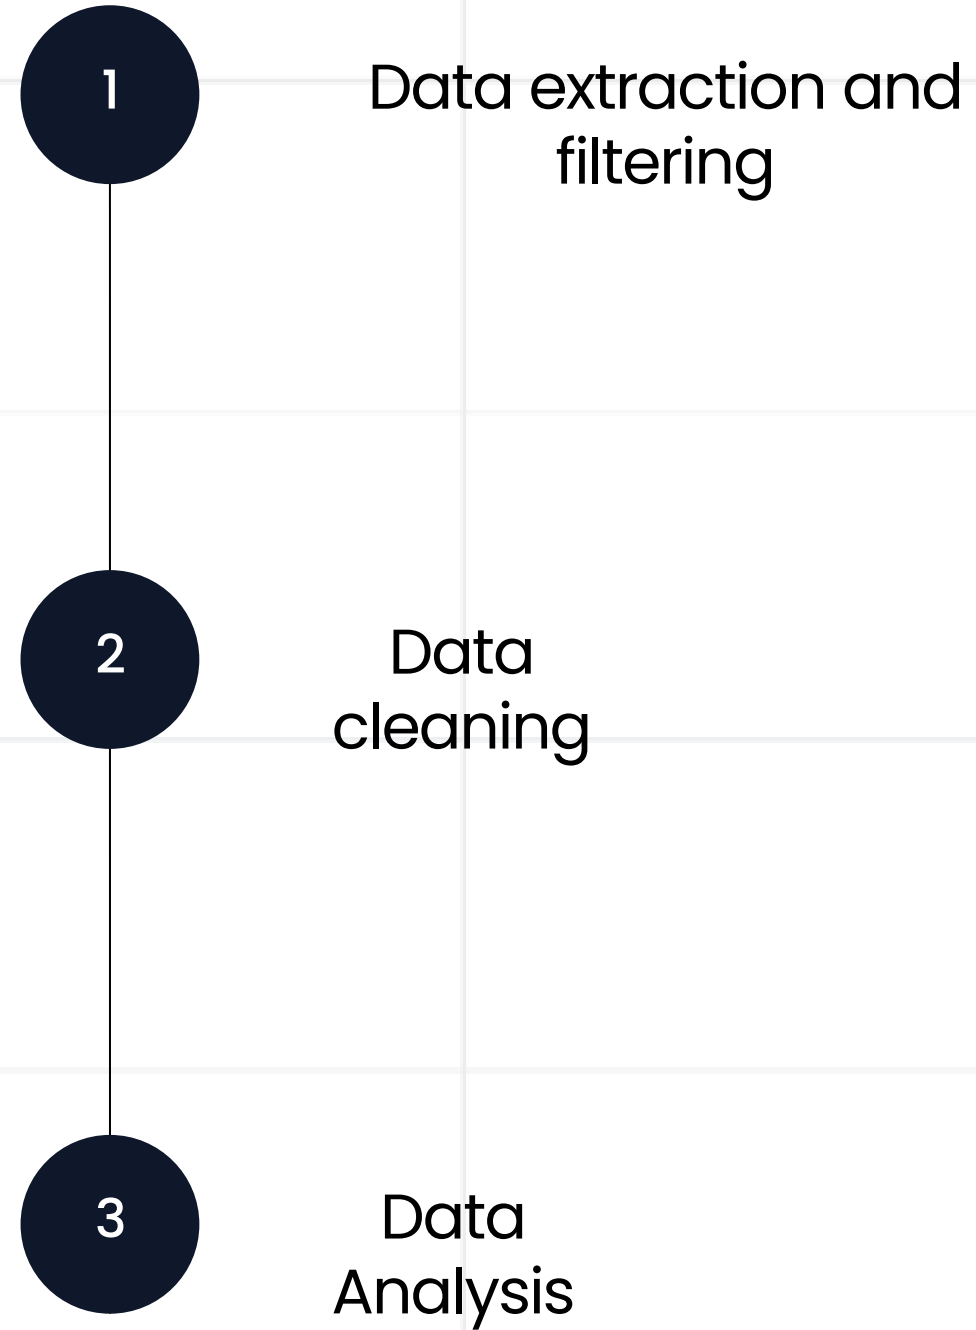 1
Data extraction and
filtering
2
Data
cleaning
3
Data
Analysis